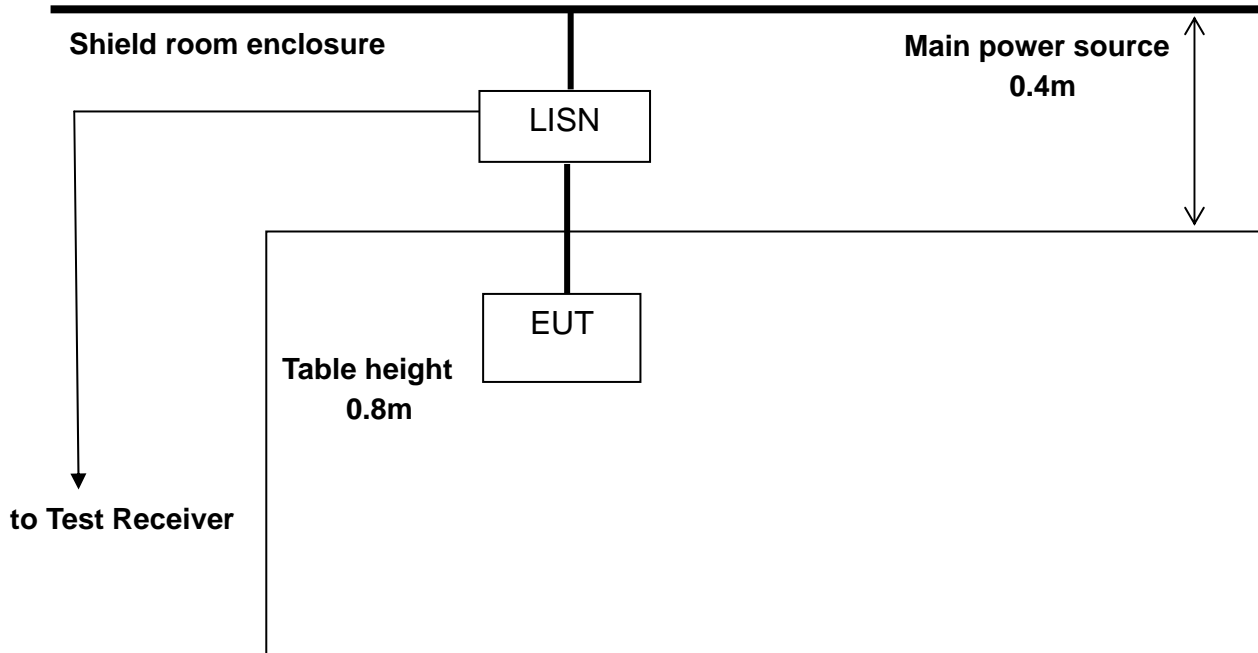 Shield room enclosure
Main power source
0.4m
LISN
EUT
Table height
0.8m
to Test Receiver